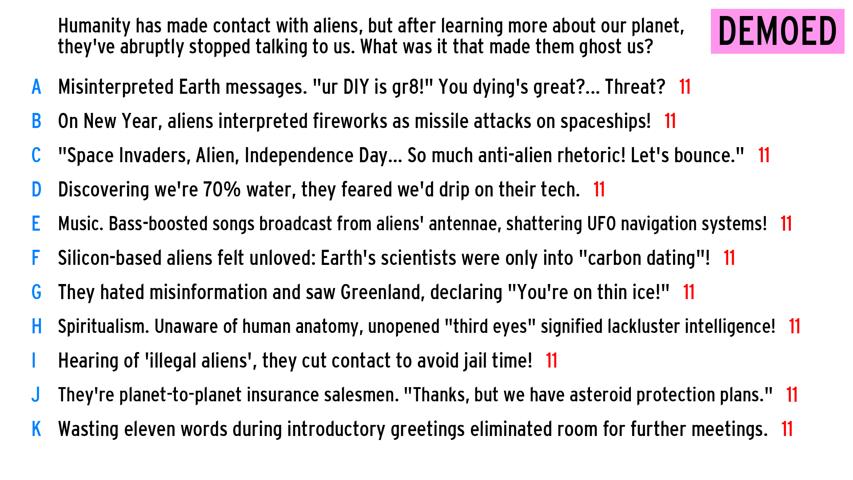 Humanity has made contact with aliens, but after learning more about our planet,
they've abruptly stopped talking to us. What was it that made them ghost us?
DEMOED
A Misinterpreted Earth messages. "ur DIY is gr8!" You dying's great?... Threat? 11
B On New Year, aliens interpreted fireworks as missile attacks on spaceships! 11
C "Space Invaders, Alien, Independence Day... So much anti-alien rhetoric! Let's bounce." 11
D Discovering we're 70% water, they feared we'd drip on their tech. 11
E Music. Bass-boosted songs broadcast from aliens' antennae, shattering UFO navigation systems! 11
F Silicon-based aliens felt unloved: Earth's scientists were only into "carbon dating"! 11
G They hated misinformation and saw Greenland, declaring "You're on thin ice!" 11
H Spiritualism. Unaware of human anatomy, unopened "third eyes" signified lackluster intelligence! 11
I Hearing of 'illegal aliens', they cut contact to avoid jail time! 11
J They're planet-to-planet insurance salesmen. "Thanks, but we have asteroid protection plans." 11
K Wasting eleven words during introductory greetings eliminated room for further meetings. 11